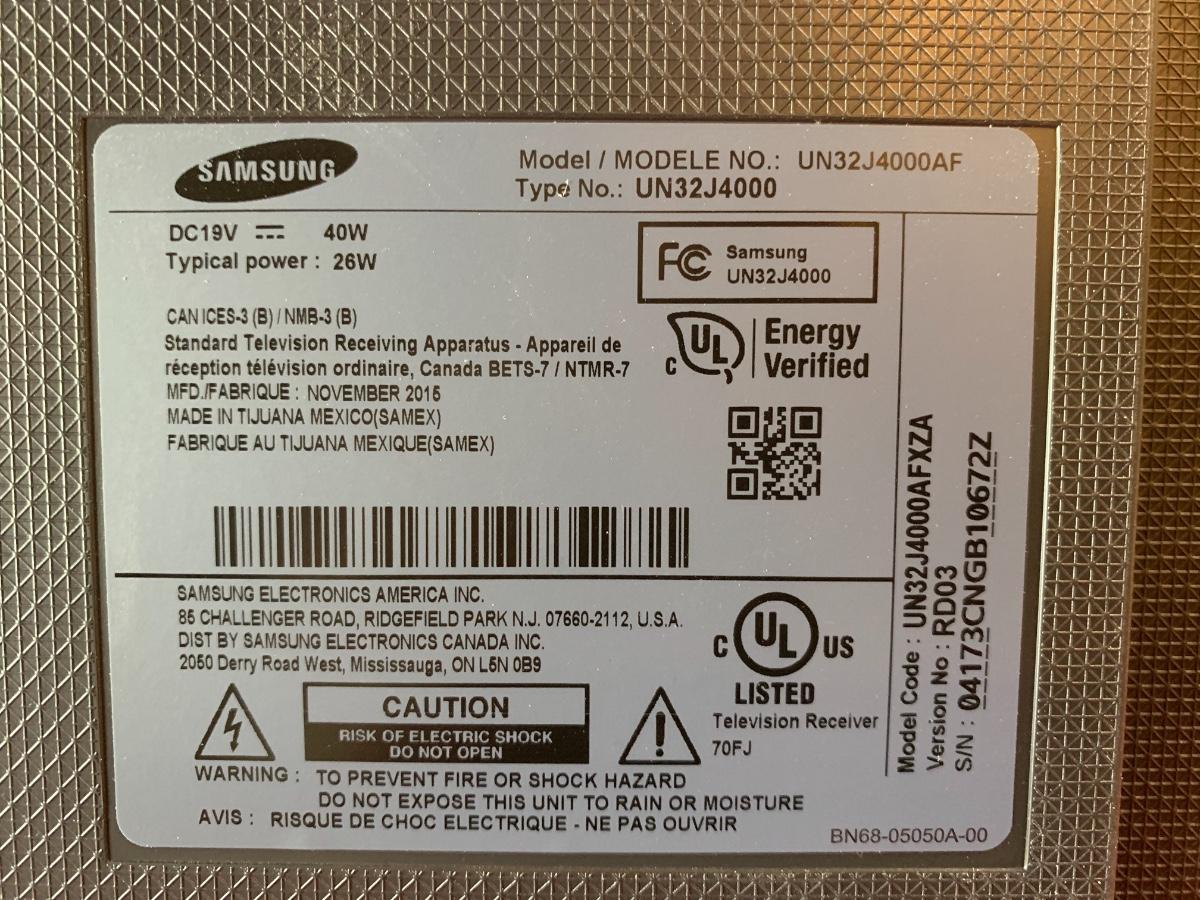 SAMSUNG
Model / MODELE NO.: UN32J4000AF
Type No.: UN32J4000
DC19V 40W
Typical power : 26W
FC Samsung
UN32J4000
CAN ICES-3 (B) / NMB-3 (B)
Standard Television Receiving Apparatus - Appareil de
réception télévision ordinaire, Canada BETS-7 / NTMR-7
MFD./FABRIQUE : NOVEMBER 2015
MADE IN TIJUANA MEXICO(SAMEX)
FABRIQUE AU TIJUANA MEXIQUE(SAMEX)
C UL Energy
Verified
SAMSUNG ELECTRONICS AMERICA INC.
85 CHALLENGER ROAD, RIDGEFIELD PARK N.J. 07660-2112, U.S.A.
DIST BY SAMSUNG ELECTRONICS CANADA INC.
2050 Derry Road West, Mississauga, ON L5N 0B9
C UL US
LISTED
Television Receiver
70FJ
CAUTION
RISK OF ELECTRIC SHOCK
DO NOT OPEN
WARNING : TO PREVENT FIRE OR SHOCK HAZARD
DO NOT EXPOSE THIS UNIT TO RAIN OR MOISTURE
AVIS : RISQUE DE CHOC ELECTRIQUE - NE PAS OUVRIR
BN68-05050A-00
Model Code : UN32J4000AFXZA
Version No : RD03
S/N : 04173CNGB10672Z